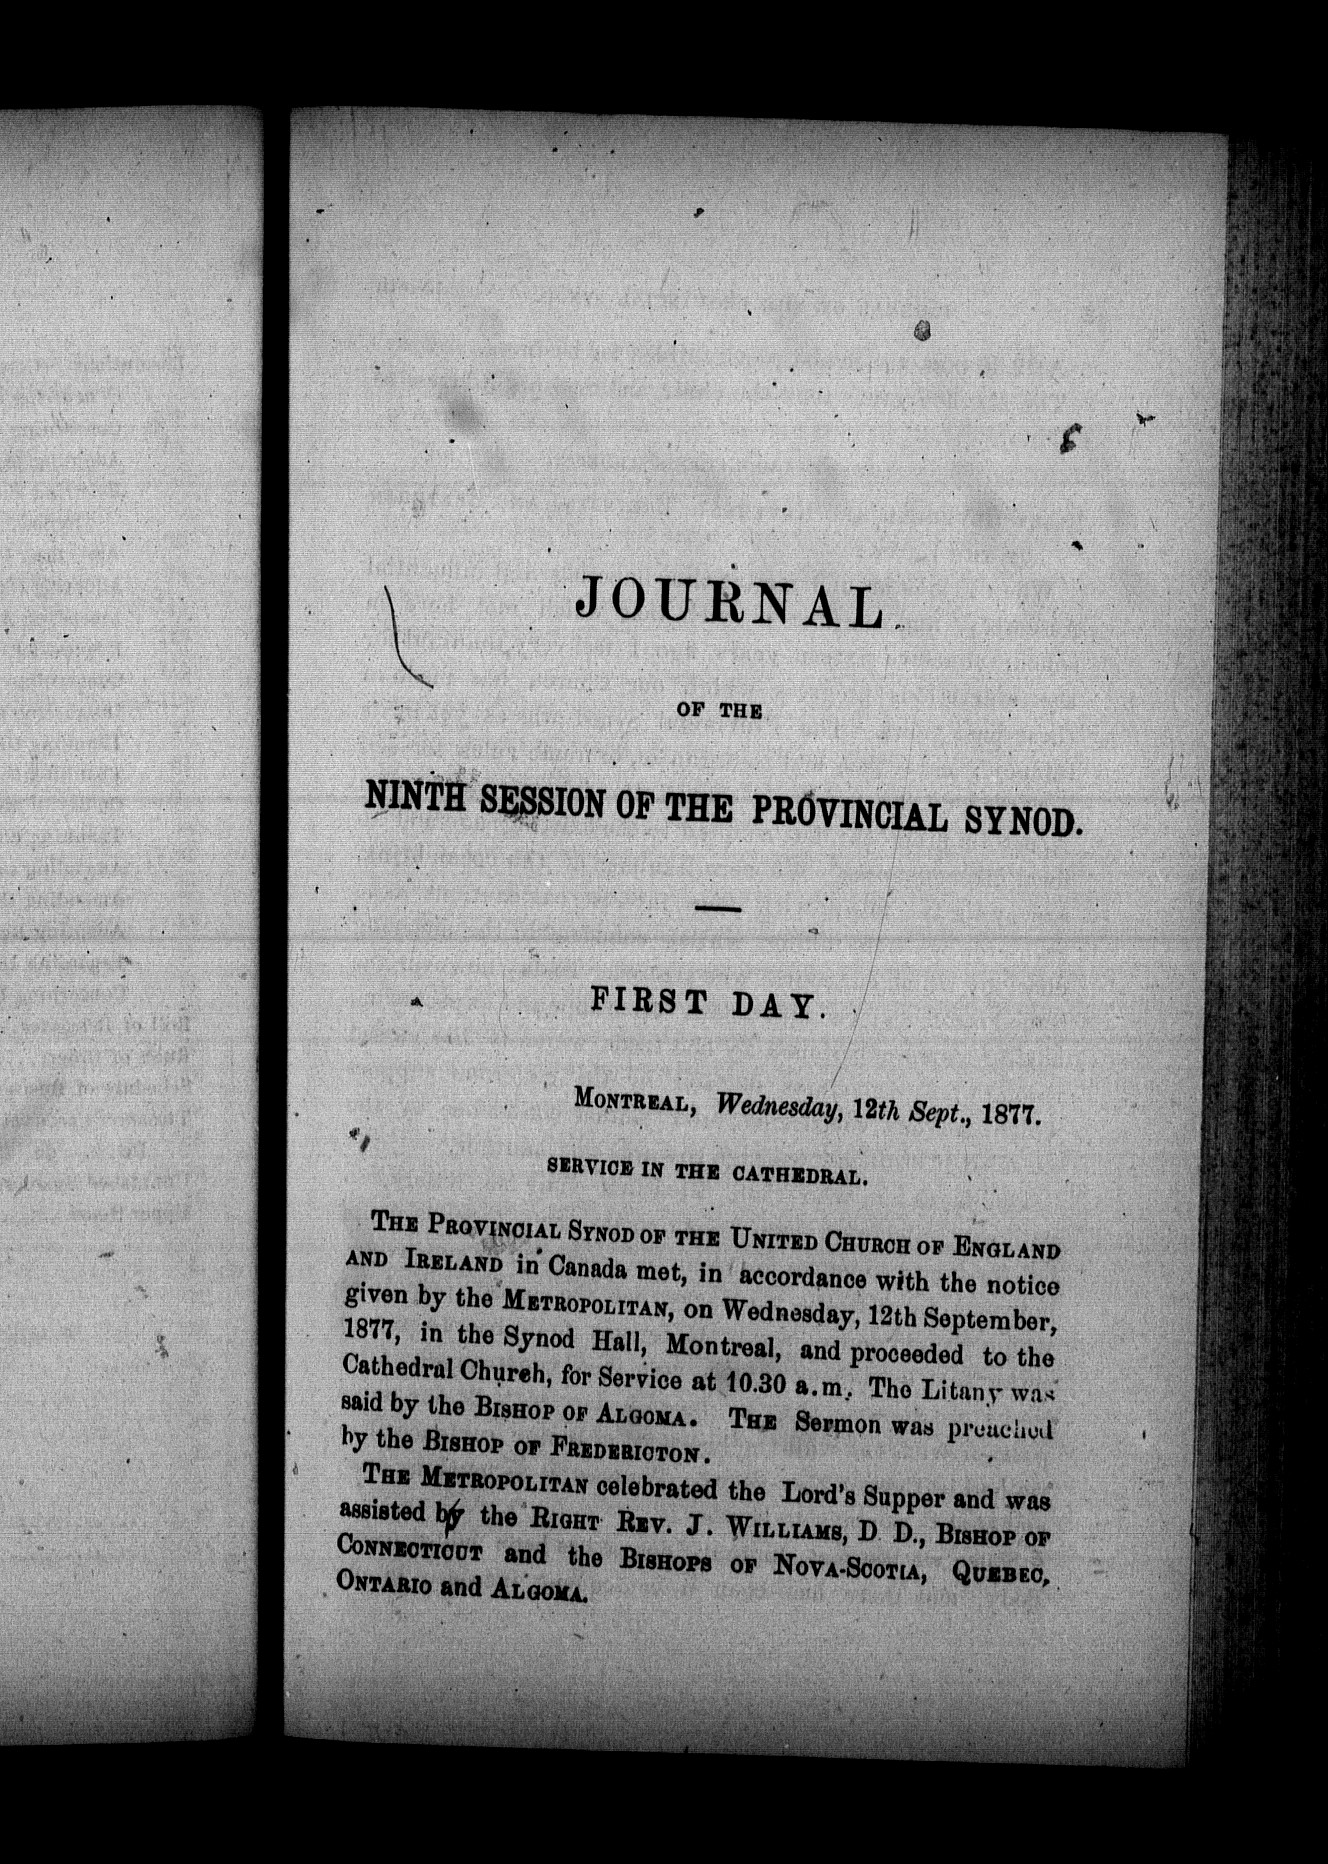 JOURNAL
OF THE
NINTH SESSION OF THE PROVINCIAL SYNOD.
FIRST DAY.
MONTREAL, Wednesday, 12th Sept., 1877.
SERVICE IN THE CATHEDRAL.
THE PROVINCIAL SYNOD OF THE UNITED CHURCH OF ENGLAND
AND IRELAND in Canada met, in accordance with the notice
given by the METROPOLITAN, on Wednesday, 12th September,
1877, in the Synod Hall, Montreal, and proceeded to the
Cathedral Church, for Service at 10.30 a.m. The Litany was
said by the BISHOP OF ALGOMA. THE Sermon was preached
by the BISHOP OF FREDERICTON.
THE METROPOLITAN celebrated the Lord's Supper and was
assisted by the RIGHT REV. J. WILLIAMS, D D., BISHOP OF
CONNECTICUT and the BISHOPS OF NOVA-SCOTIA, QUEBEC,
ONTARIO and ALGOMA.